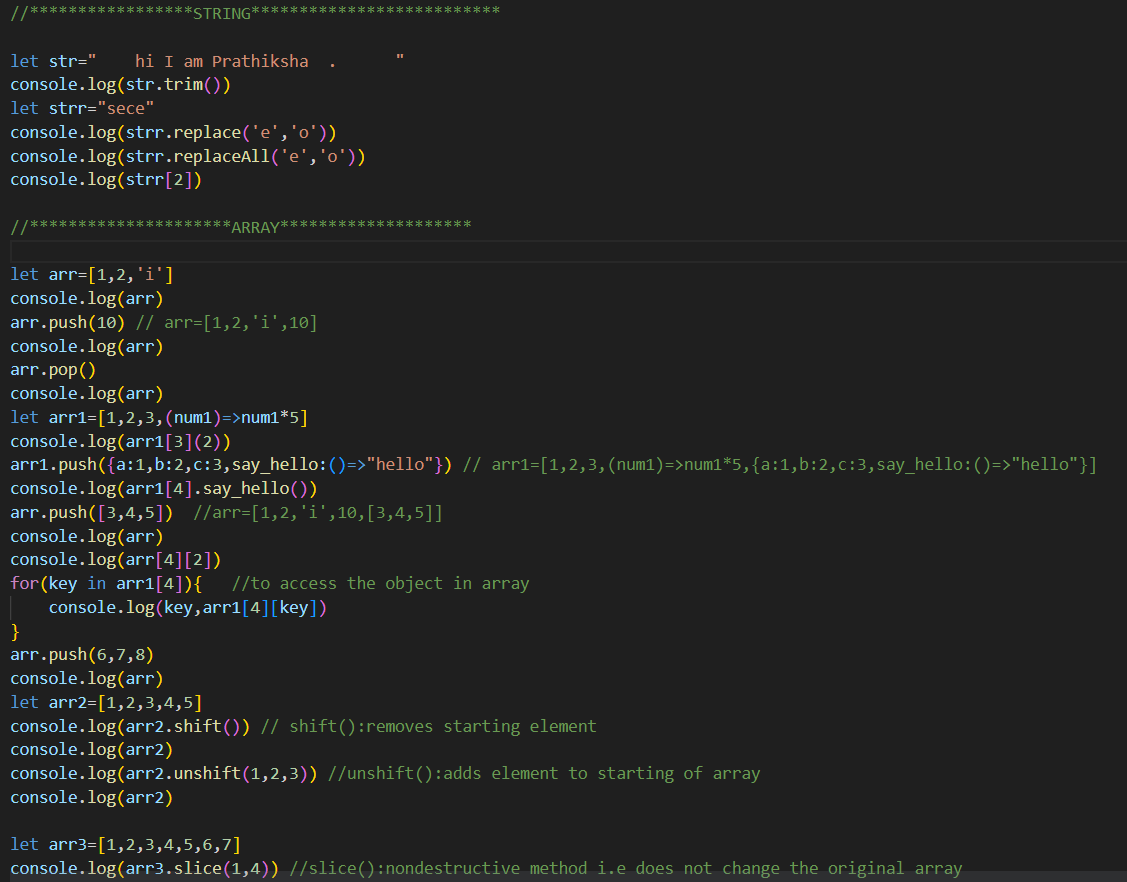 //*****************STRING**************************
let str="    hi I am Prathiksha  .      "
console.log(str.trim())
let strr="sece"
console.log(strr.replace('e','o'))
console.log(strr.replaceAll('e','o'))
console.log(strr[2])
//*********************ARRAY********************
let arr=[1,2,'i']
console.log(arr)
arr.push(10) // arr=[1,2,'i',10]
console.log(arr)
arr.pop()
console.log(arr)
let arr1=[1,2,3,(num1)=>num1*5]
console.log(arr1[3](2))
arr1.push({a:1,b:2,c:3,say_hello:()=>"hello"}) // arr1=[1,2,3,(num1)=>num1*5,{a:1,b:2,c:3,say_hello:()=>"hello"}]
console.log(arr1[4].say_hello())
arr.push([3,4,5])  //arr=[1,2,'i',10,[3,4,5]]
console.log(arr)
console.log(arr[4][2])
for(key in arr1[4]){   //to access the object in array
    console.log(key,arr1[4][key])
}
arr.push(6,7,8)
console.log(arr)
let arr2=[1,2,3,4,5]
console.log(arr2.shift()) // shift():removes starting element
console.log(arr2)
console.log(arr2.unshift(1,2,3)) //unshift():adds element to starting of array
console.log(arr2)
let arr3=[1,2,3,4,5,6,7]
console.log(arr3.slice(1,4)) //slice():nondestructive method i.e does not change the original array